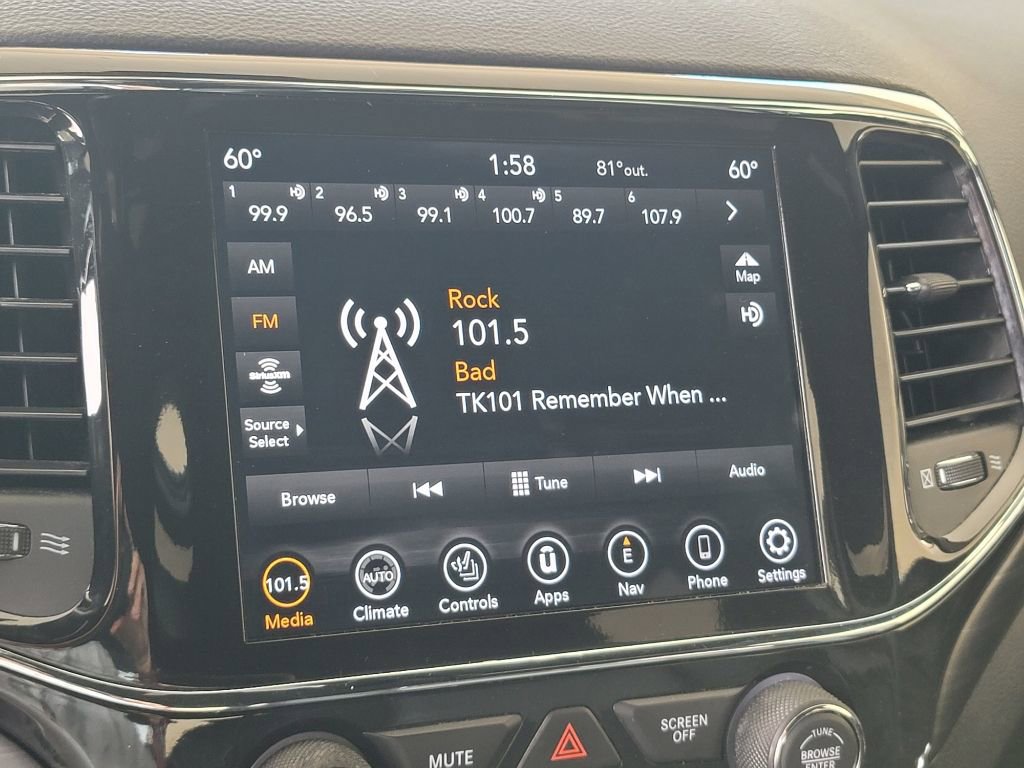 60° 1:58 81°out. 60°
1 2 3 4 5 6
99.9 96.5 99.1 100.7 89.7 107.9
AM
Map
Rock
FM
101.5
HD
Bad
SiriusXM
TK101 Remember When ...
Source
Select
Browse Tune Audio
101.5 AUTO u E
Media Climate Controls Apps Nav Phone Settings
MUTE
SCREEN
OFF
TUNE
BROWSE
ENTER